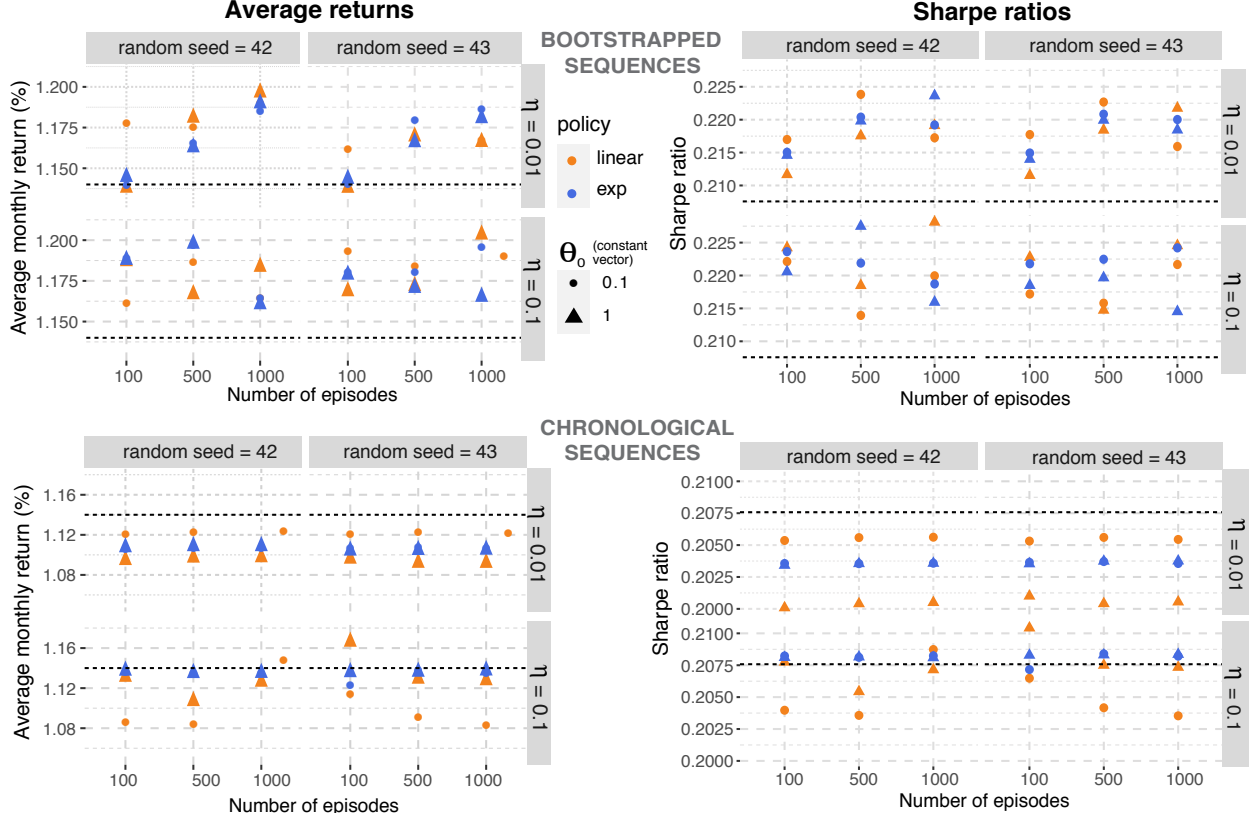 Average returns
Sharpe ratios
BOOTSTRAPPED
SEQUENCES
random seed = 42
random seed = 43
Average monthly return (%)
1.200
1.175
1.150
η = 0.01
1.200
1.175
1.150
η = 0.1
100
500
1000
100
500
1000
Number of episodes
policy
linear
exp
θ₀ (constant
vector)
0.1
1
random seed = 42
random seed = 43
Sharpe ratio
0.225
0.220
0.215
0.210
η = 0.01
0.225
0.220
0.215
0.210
η = 0.1
100
500
1000
100
500
1000
Number of episodes
CHRONOLOGICAL
SEQUENCES
random seed = 42
random seed = 43
Average monthly return (%)
1.16
1.12
1.08
η = 0.01
1.16
1.12
1.08
η = 0.1
100
500
1000
100
500
1000
Number of episodes
random seed = 42
random seed = 43
Sharpe ratio
0.2100
0.2075
0.2050
0.2025
0.2000
η = 0.01
0.2100
0.2075
0.2050
0.2025
0.2000
η = 0.1
100
500
1000
100
500
1000
Number of episodes